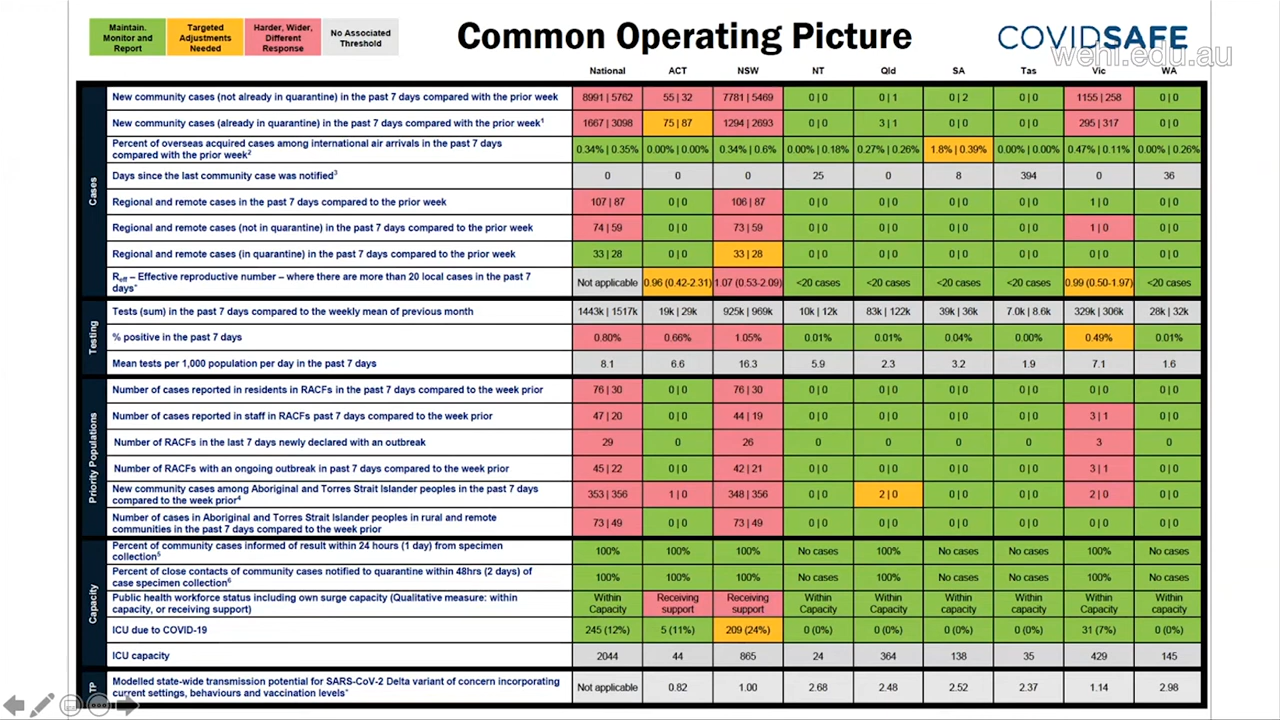 Maintain.
Monitor and
Report
Targeted
Adjustments
Needed
Harder, Wider,
Different
Response
No Associated
Threshold
Common Operating Picture
COVIDSAFE
wehi.edu.au
National ACT NSW NT Qld SA Tas Vic WA
Cases
New community cases (not already in quarantine) in the past 7 days compared with the prior week 8991 | 5762 55 | 32 7781 | 5469 0 | 0 0 | 1 0 | 2 0 | 0 1155 | 258 0 | 0
New community cases (already in quarantine) in the past 7 days compared with the prior week¹ 1667 | 3098 75 | 87 1294 | 2693 0 | 0 3 | 1 0 | 0 0 | 0 295 | 317 0 | 0
Percent of overseas acquired cases among international air arrivals in the past 7 days
compared with the prior week² 0.34% | 0.35% 0.00% | 0.00% 0.34% | 0.6% 0.00% | 0.18% 0.27% | 0.26% 1.8% | 0.39% 0.00% | 0.00% 0.47% | 0.11% 0.00% | 0.26%
Days since the last community case was notified³ 0 0 0 25 0 8 394 0 36
Regional and remote cases in the past 7 days compared to the prior week 107 | 87 0 | 0 106 | 87 0 | 0 0 | 0 0 | 0 0 | 0 1 | 0 0 | 0
Regional and remote cases (not in quarantine) in the past 7 days compared to the prior week 74 | 59 0 | 0 73 | 59 0 | 0 0 | 0 0 | 0 0 | 0 1 | 0 0 | 0
Regional and remote cases (in quarantine) in the past 7 days compared to the prior week 33 | 28 0 | 0 33 | 28 0 | 0 0 | 0 0 | 0 0 | 0 0 | 0 0 | 0
Reff – Effective reproductive number – where there are more than 20 local cases in the past 7
days* Not applicable 0.96 (0.42-2.31) 1.07 (0.53-2.09) <20 cases <20 cases <20 cases <20 cases 0.99 (0.50-1.97) <20 cases
Testing
Tests (sum) in the past 7 days compared to the weekly mean of previous month 1443k | 1517k 19k | 29k 925k | 969k 10k | 12k 83k | 122k 39k | 36k 7.0k | 8.6k 329k | 306k 28k | 32k
% positive in the past 7 days 0.80% 0.66% 1.05% 0.01% 0.01% 0.04% 0.00% 0.49% 0.01%
Mean tests per 1,000 population per day in the past 7 days 8.1 6.6 16.3 5.9 2.3 3.2 1.9 7.1 1.6
Priority Populations
Number of cases reported in residents in RACFs in the past 7 days compared to the week prior 76 | 30 0 | 0 76 | 30 0 | 0 0 | 0 0 | 0 0 | 0 0 | 0 0 | 0
Number of cases reported in staff in RACFs past 7 days compared to the week prior 47 | 20 0 | 0 44 | 19 0 | 0 0 | 0 0 | 0 0 | 0 3 | 1 0 | 0
Number of RACFs in the last 7 days newly declared with an outbreak 29 0 26 0 0 0 0 3 0
Number of RACFs with an ongoing outbreak in past 7 days compared to the week prior 45 | 22 0 | 0 42 | 21 0 | 0 0 | 0 0 | 0 0 | 0 3 | 1 0 | 0
New community cases among Aboriginal and Torres Strait Islander peoples in the past 7 days
compared to the week prior⁴ 353 | 356 1 | 0 348 | 356 0 | 0 2 | 0 0 | 0 0 | 0 2 | 0 0 | 0
Number of cases in Aboriginal and Torres Strait Islander peoples in rural and remote
communities in the past 7 days compared to the week prior 73 | 49 0 | 0 73 | 49 0 | 0 0 | 0 0 | 0 0 | 0 0 | 0 0 | 0
Capacity
Percent of community cases informed of result within 24 hours (1 day) from specimen
collection⁵ 100% 100% 100% No cases 100% No cases No cases 100% No cases
Percent of close contacts of community cases notified to quarantine within 48hrs (2 days) of
case specimen collection⁶ 100% 100% 100% No cases 100% No cases No cases 100% No cases
Public health workforce status including own surge capacity (Qualitative measure: within
capacity, or receiving support) Within Capacity Receiving support Receiving support Within Capacity Within Capacity Within capacity Within capacity Within Capacity Within capacity
ICU due to COVID-19 245 (12%) 5 (11%) 209 (24%) 0 (0%) 0 (0%) 0 (0%) 0 (0%) 31 (7%) 0 (0%)
ICU capacity 2044 44 865 24 364 138 35 429 145
TP
Modelled state-wide transmission potential for SARS-CoV-2 Delta variant of concern incorporating
current settings, behaviours and vaccination levels* Not applicable 0.82 1.00 2.68 2.48 2.52 2.37 1.14 2.98